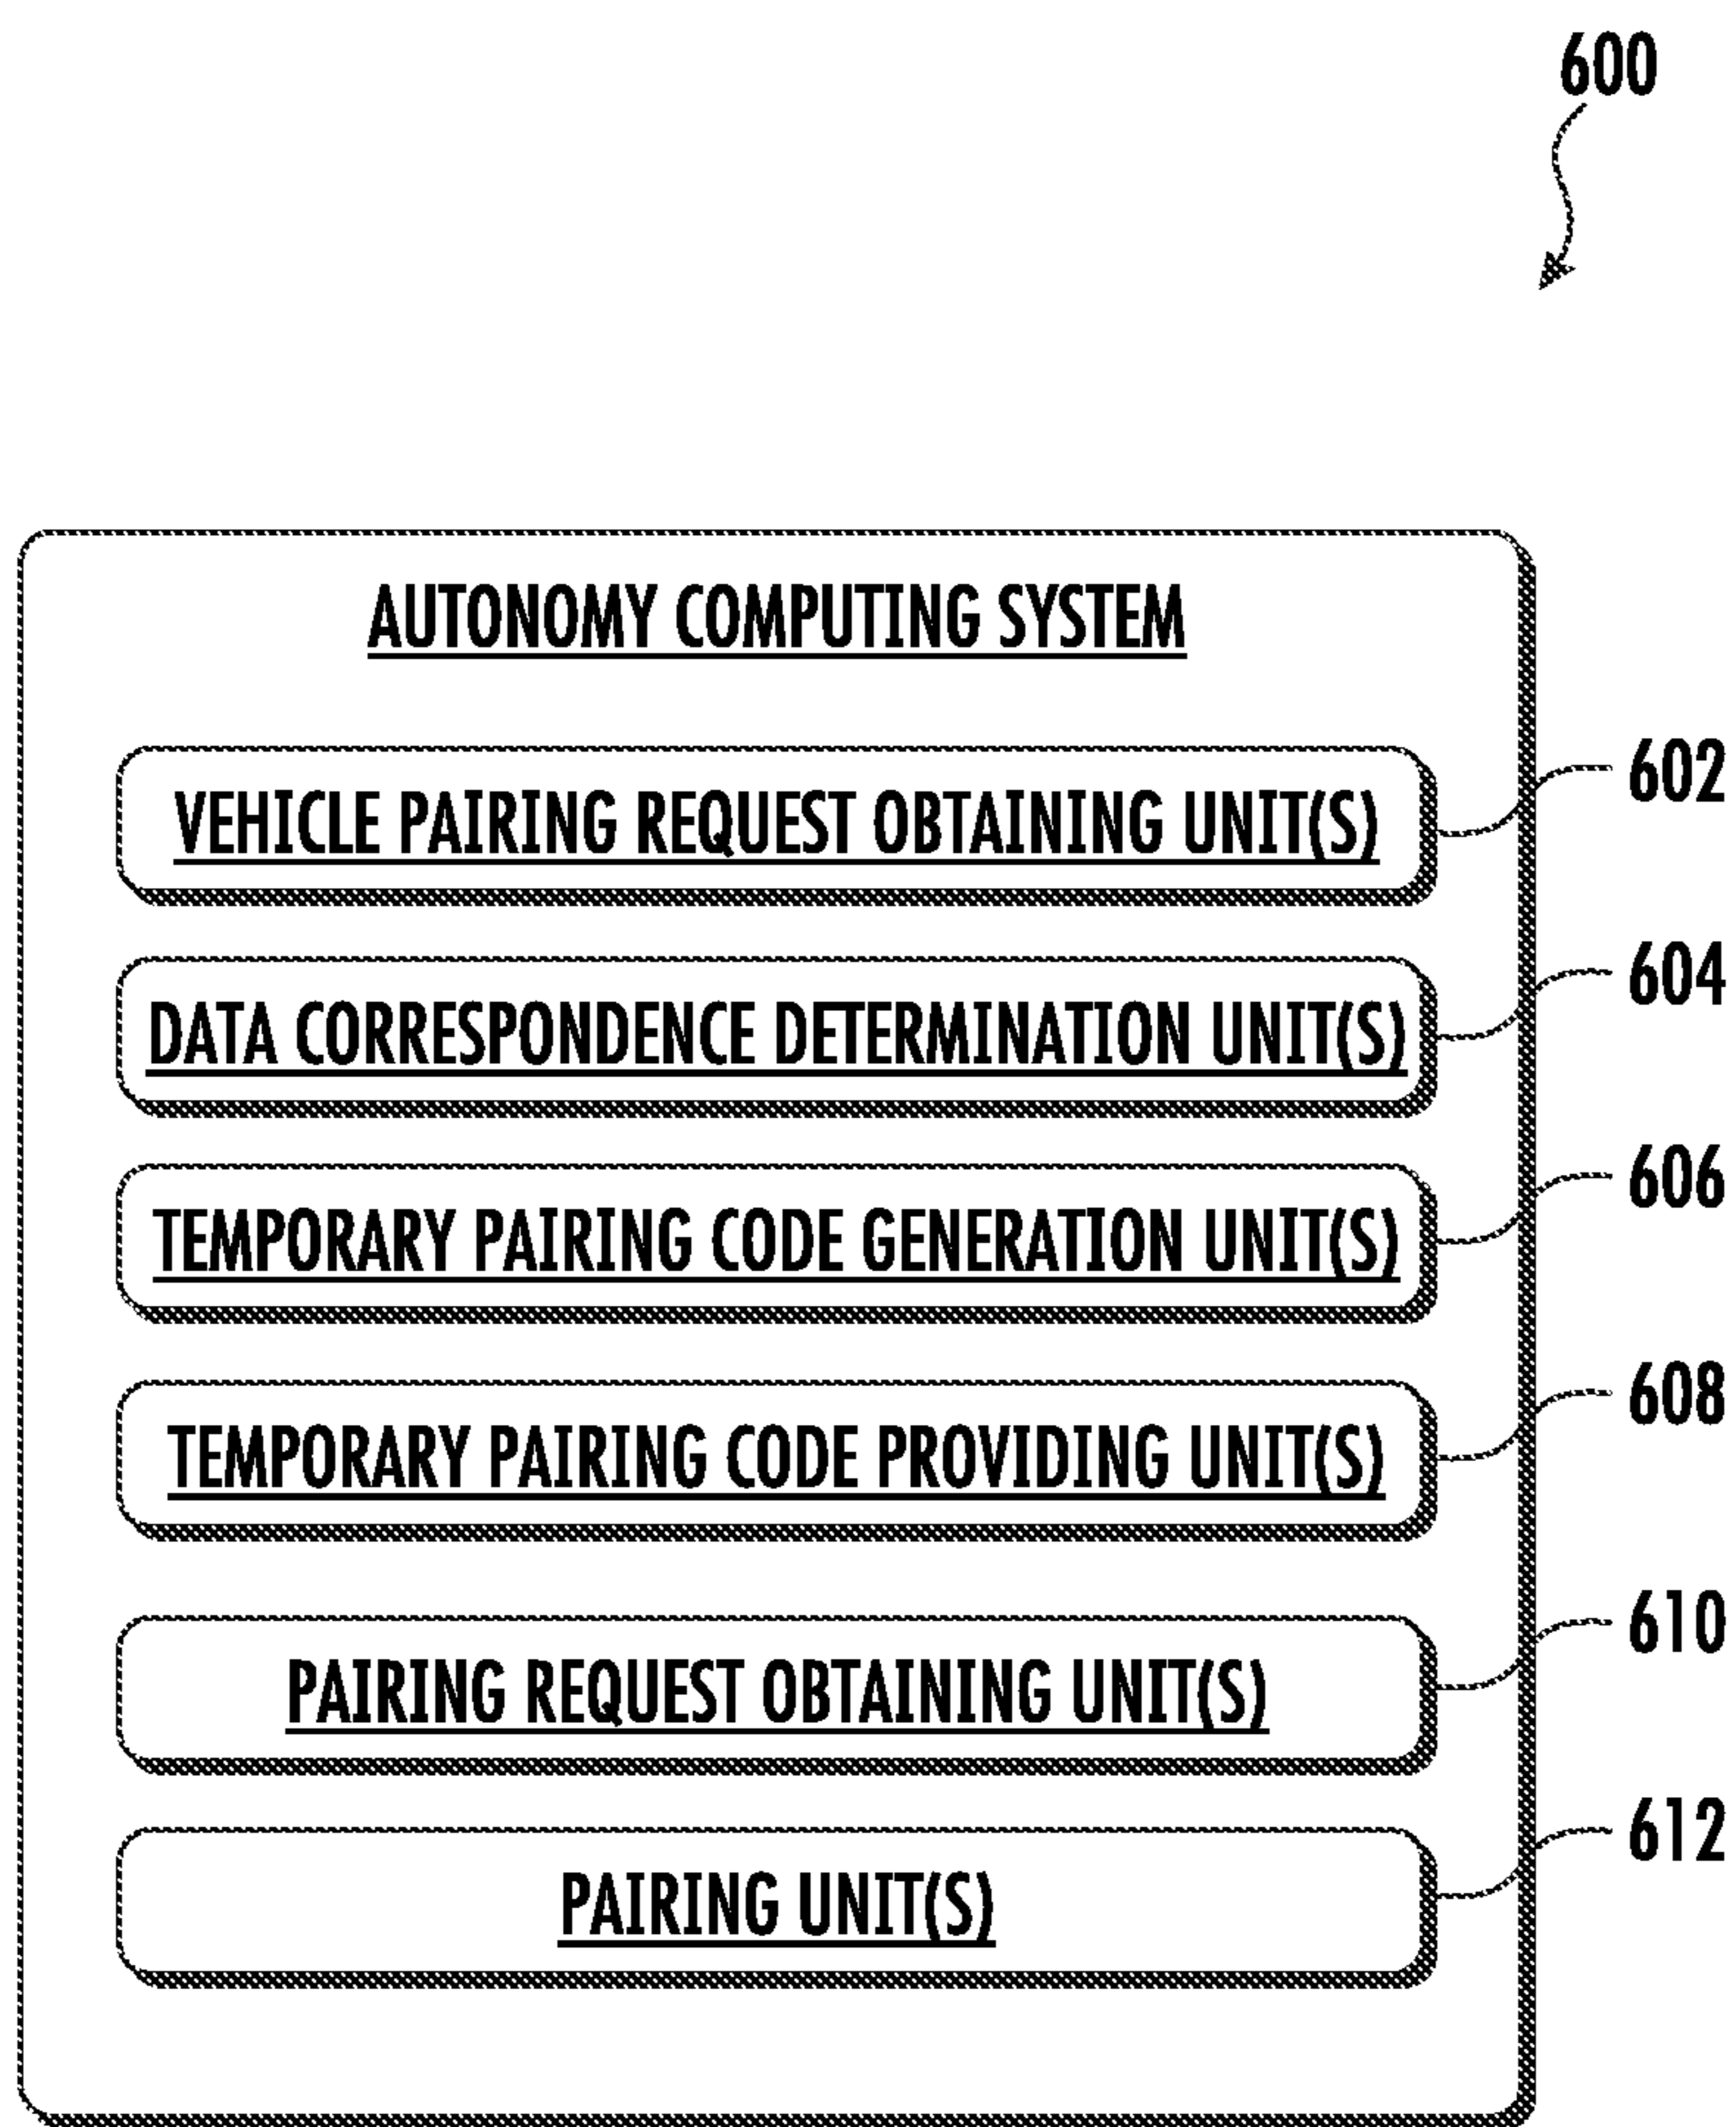 600
AUTONOMY COMPUTING SYSTEM
VEHICLE PAIRING REQUEST OBTAINING UNIT(S)
602
DATA CORRESPONDENCE DETERMINATION UNIT(S)
604
TEMPORARY PAIRING CODE GENERATION UNIT(S)
606
TEMPORARY PAIRING CODE PROVIDING UNIT(S)
608
PAIRING REQUEST OBTAINING UNIT(S)
610
PAIRING UNIT(S)
612